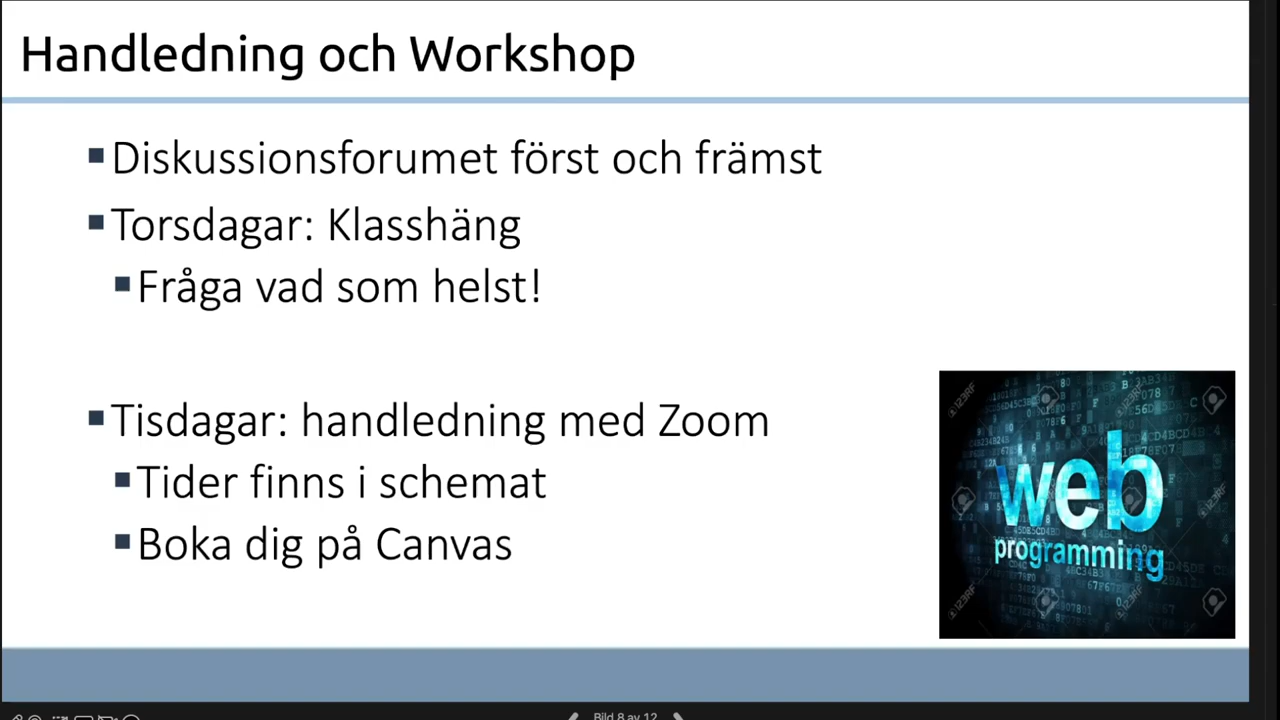 Handledning och Workshop
Diskussionsforumet först och främst
Torsdagar: Klasshäng
Fråga vad som helst!
Tisdagar: handledning med Zoom
Tider finns i schemat
Boka dig på Canvas
web
programming
123RF
Bild 8 av 12